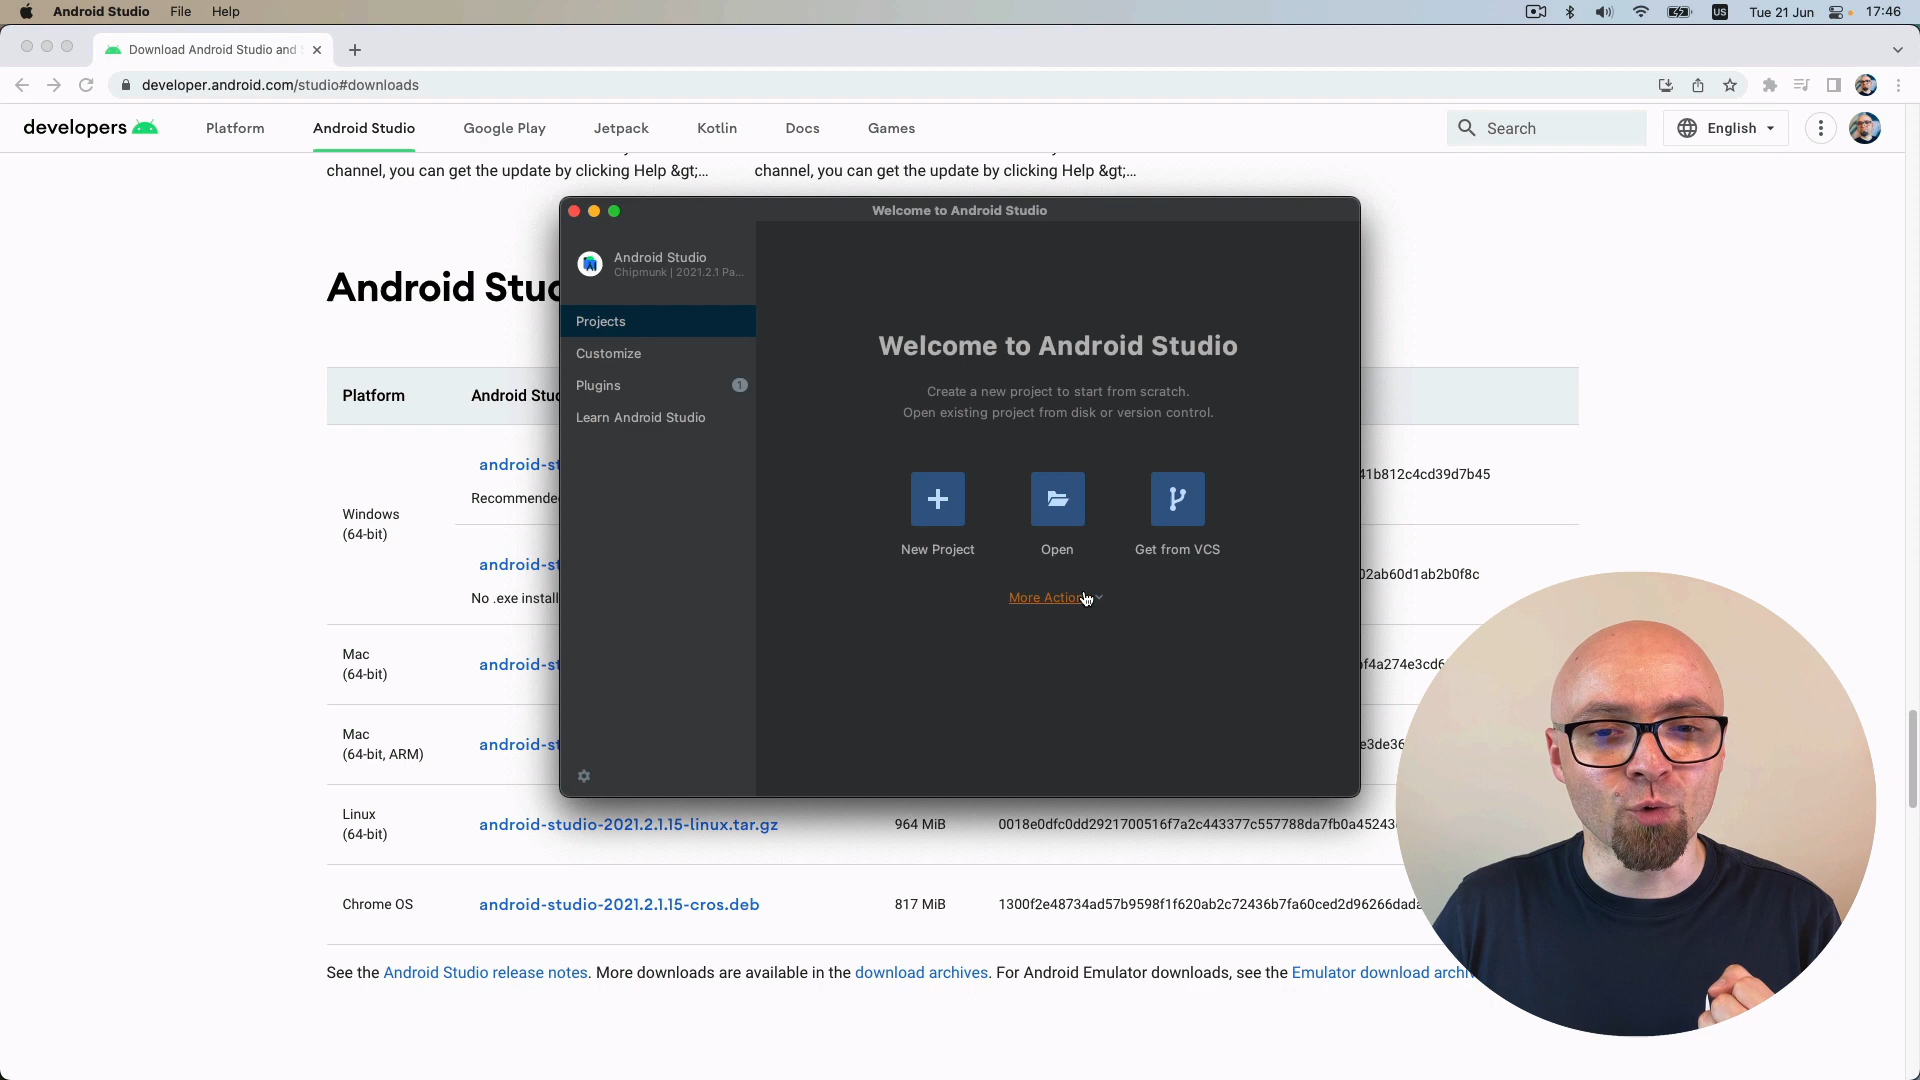 Android Studio File Help
US Tue 21 Jun 17:46
Download Android Studio and
developer.android.com/studio#downloads
developers Platform Android Studio Google Play Jetpack Kotlin Docs Games Search English
channel, you can get the update by clicking Help &gt;...
channel, you can get the update by clicking Help &gt;...
Welcome to Android Studio
Android Studio
Chipmunk | 2021.2.1 Pa...
Projects
Customize
Plugins 1
Learn Android Studio
Welcome to Android Studio
Create a new project to start from scratch.
Open existing project from disk or version control.
New Project Open Get from VCS
More Action
Android Stud
Platform Android Stud
Windows
(64-bit)
android-st
Recommended
41b812c4cd39d7b45
android-st
No .exe install
02ab60d1ab2b0f8c
Mac
(64-bit)
android-st
f4a274e3cd6
Mac
(64-bit, ARM)
android-st
e3de36
Linux
(64-bit)
android-studio-2021.2.1.15-linux.tar.gz 964 MiB 0018e0dfc0dd2921700516f7a2c443377c557788da7fb0a45243
Chrome OS android-studio-2021.2.1.15-cros.deb 817 MiB 1300f2e48734ad57b9598f1f620ab2c72436b7fa60ced2d96266dada
See the Android Studio release notes. More downloads are available in the download archives. For Android Emulator downloads, see the Emulator download archi